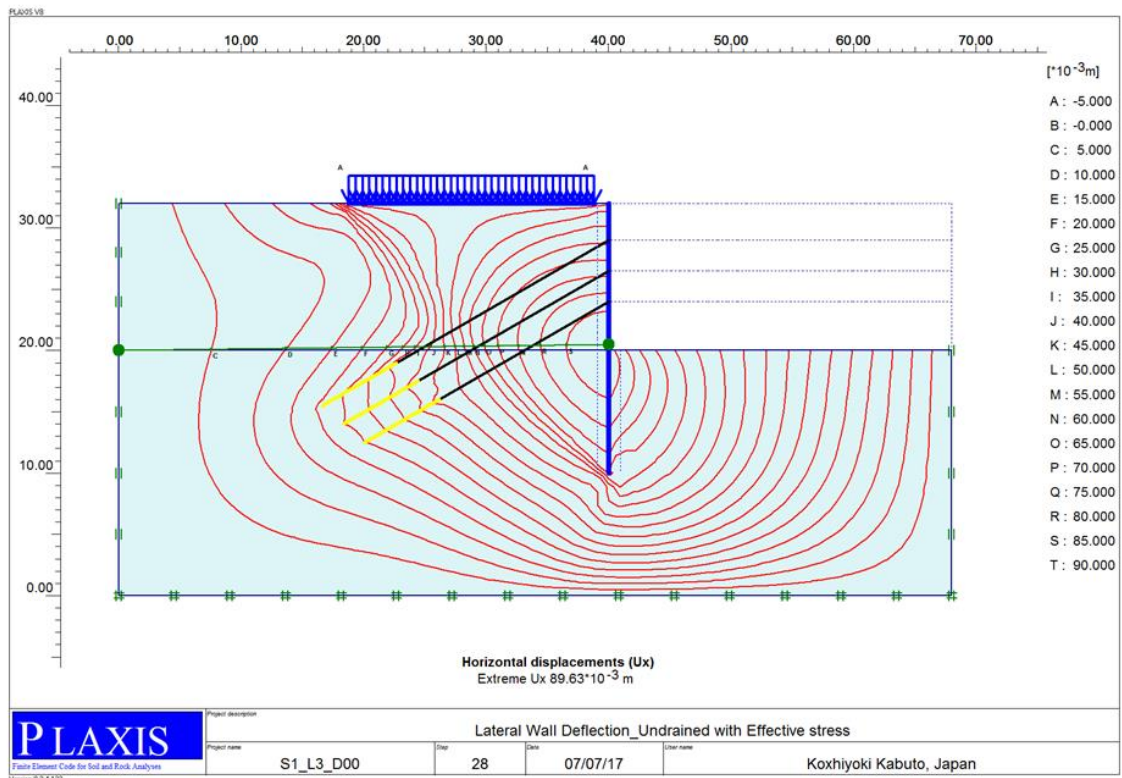 PLAXIS V8
0.00 10.00 20.00 30.00 40.00 50.00 60.00 70.00
[*10-3m]
40.00
30.00
20.00
10.00
0.00
A : -5.000
B : -0.000
C : 5.000
D : 10.000
E : 15.000
F : 20.000
G : 25.000
H : 30.000
I : 35.000
J : 40.000
K : 45.000
L : 50.000
M : 55.000
N : 60.000
O : 65.000
P : 70.000
Q : 75.000
R : 80.000
S : 85.000
T : 90.000
A A
C D E F G
J K L
Horizontal displacements (Ux)
Extreme Ux 89.63*10-3 m
PLAXIS
Finite Element Code for Soil and Rock Analyses
Project description
Lateral Wall Deflection_Undrained with Effective stress
Project name
S1_L3_D00
Step
28
Date
07/07/17
User name
Koxhiyoki Kabuto, Japan